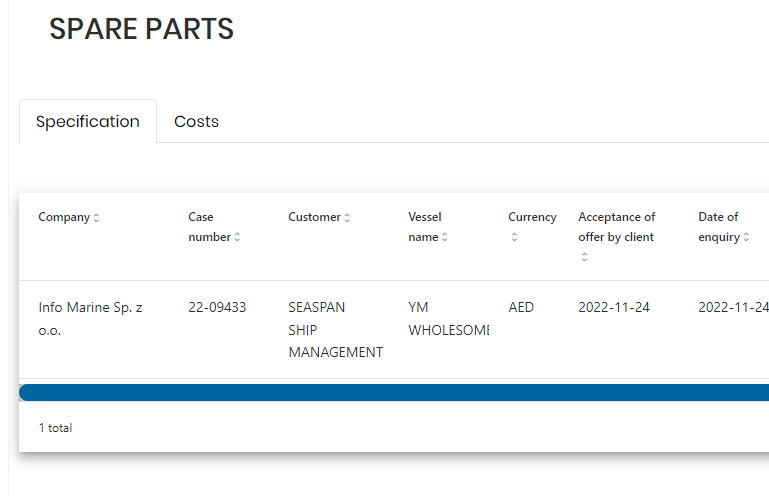 SPARE PARTS
Specification Costs
Company Case number Customer Vessel name Currency Acceptance of offer by client Date of enquiry
Info Marine Sp. z o.o. 22-09433 SEASPAN SHIP MANAGEMENT YM WHOLESOME AED 2022-11-24 2022-11-24
1 total